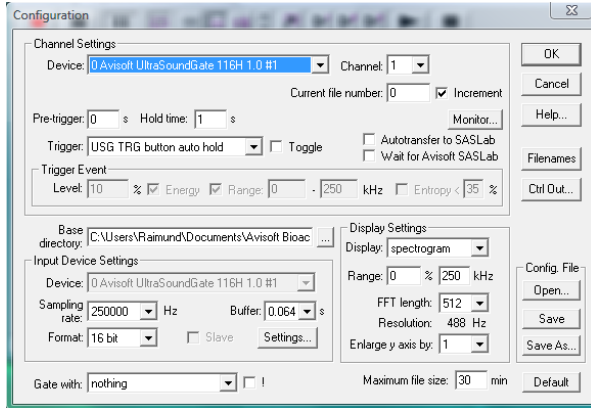 Configuration
Channel Settings
Device: 0 Avisoft UltraSoundGate 116H 1.0 #1 Channel: 1
OK
Current file number: 0 Increment
Cancel
Pre-trigger: 0 s Hold time: 1 s Monitor...
Help...
Trigger: USG TRG button auto hold Toggle
Autotransfer to SASLab
Wait for Avisoft SASLab
Filenames
Trigger Event
Level: 10 % Energy Range: 0 - 250 kHz Entropy < 35 %
Ctrl Out...
Base directory: C:\Users\Raimund\Documents\Avisoft Bioac ...
Input Device Settings
Device: 0 Avisoft UltraSoundGate 116H 1.0 #1
Sampling rate: 250000 Hz Buffer: 0.064 s
Format: 16 bit Slave Settings...
Gate with: nothing !
Display Settings
Display: spectrogram
Range: 0 % 250 kHz
FFT length: 512
Resolution: 488 Hz
Enlarge y axis by: 1
Maximum file size: 30 min
Config. File
Open...
Save
Save As...
Default